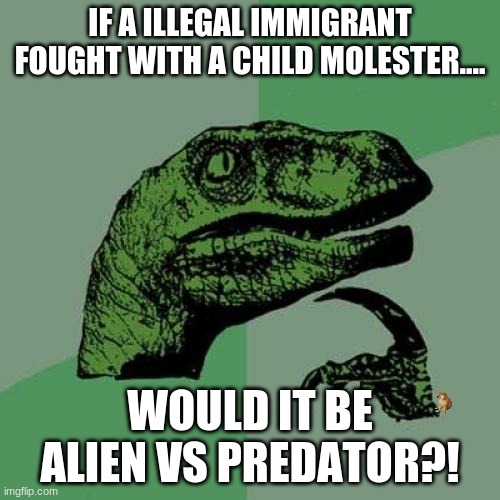 IF A ILLEGAL IMMIGRANT
FOUGHT WITH A CHILD MOLESTER....
WOULD IT BE
ALIEN VS PREDATOR?!
imgflip.com